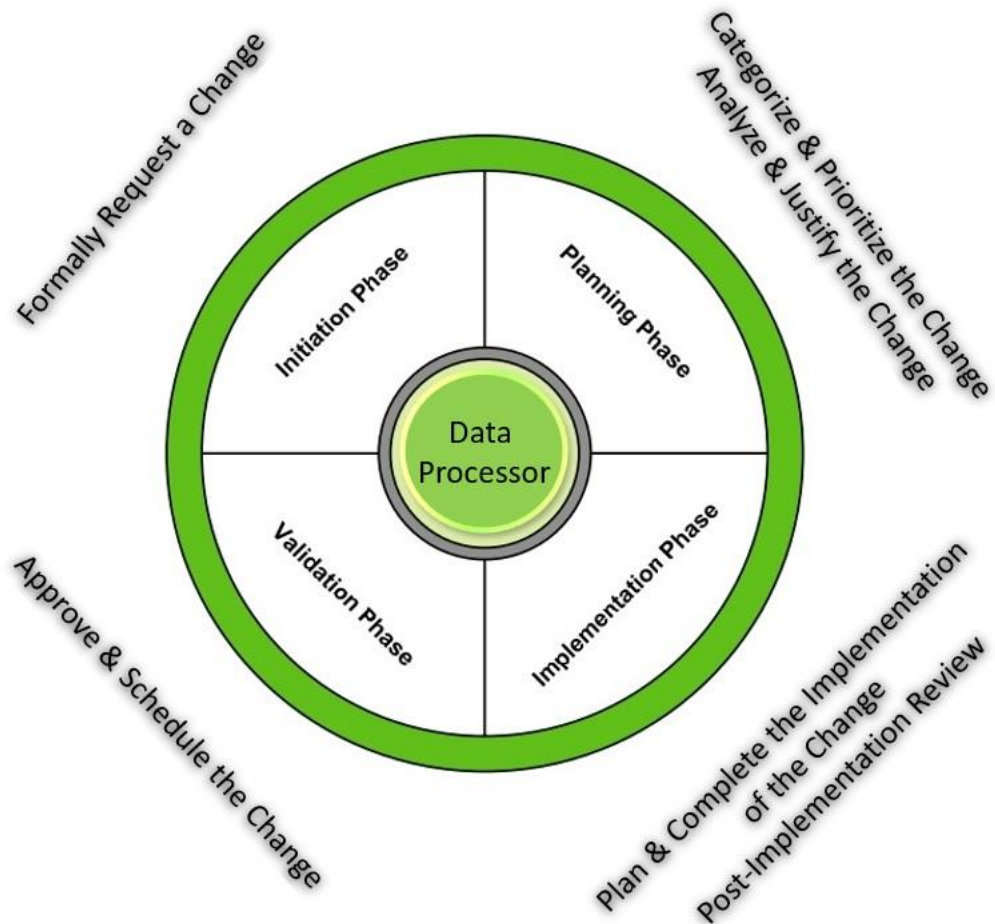 Formally Request a Change
Categorize & Prioritize the Change
Analyze & Justify the Change
Initiation Phase
Planning Phase
Data
Processor
Validation Phase
Implementation Phase
Approve & Schedule the Change
Plan & Complete the Implementation
of the Change
Post-Implementation Review